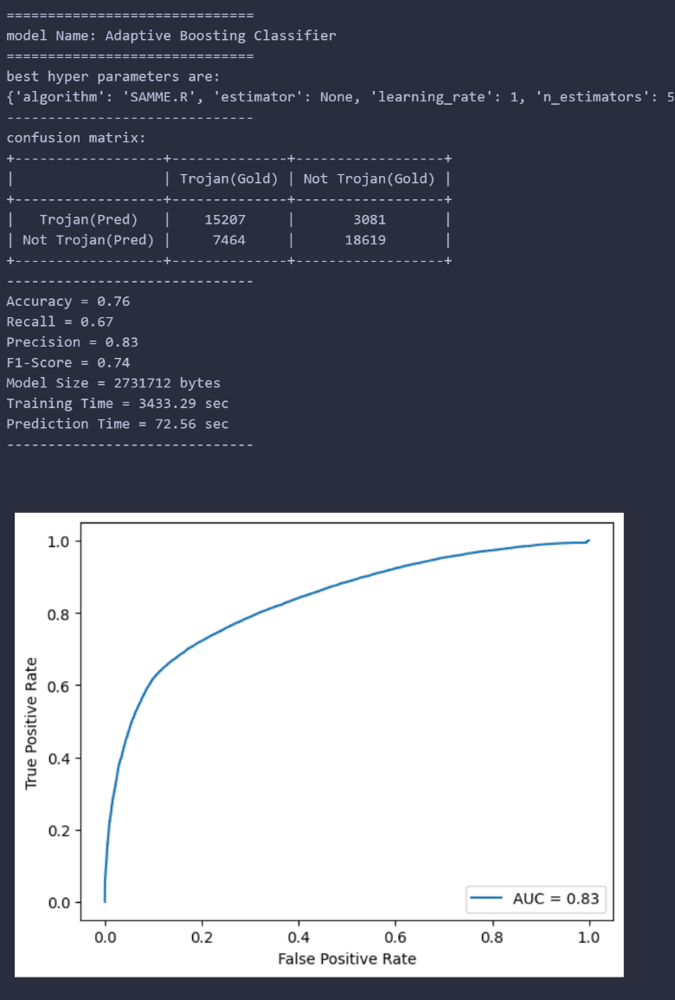 ==============================
model Name: Adaptive Boosting Classifier
==============================
best hyper parameters are:
{'algorithm': 'SAMME.R', 'estimator': None, 'learning_rate': 1, 'n_estimators': 5
------------------------------
confusion matrix:
+------------------+--------------+------------------+
|                  | Trojan(Gold) | Not Trojan(Gold) |
+------------------+--------------+------------------+
|   Trojan(Pred)   |    15207     |       3081       |
| Not Trojan(Pred) |     7464     |      18619       |
+------------------+--------------+------------------+
------------------------------
Accuracy = 0.76
Recall = 0.67
Precision = 0.83
F1-Score = 0.74
Model Size = 2731712 bytes
Training Time = 3433.29 sec
Prediction Time = 72.56 sec
------------------------------
1.0
0.8
0.6
0.4
0.2
0.0
True Positive Rate
AUC = 0.83
0.0 0.2 0.4 0.6 0.8 1.0
False Positive Rate